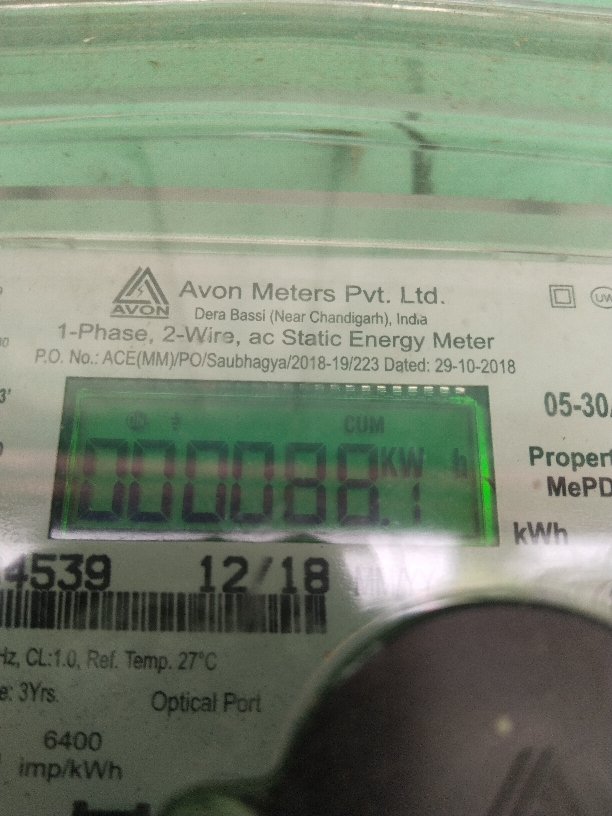 AVON
Avon Meters Pvt. Ltd.
Dera Bassi (Near Chandigarh), India
1-Phase, 2-Wire, ac Static Energy Meter
P.O. No.: ACE(MM)/PO/Saubhagya/2018-19/223 Dated: 29-10-2018
05-30
CUM
000088.1 KW h
Propert
MePD
kWh
4539 12/18
Hz, CL:1.0, Ref. Temp. 27°C
e: 3Yrs. Optical Port
6400
imp/kWh